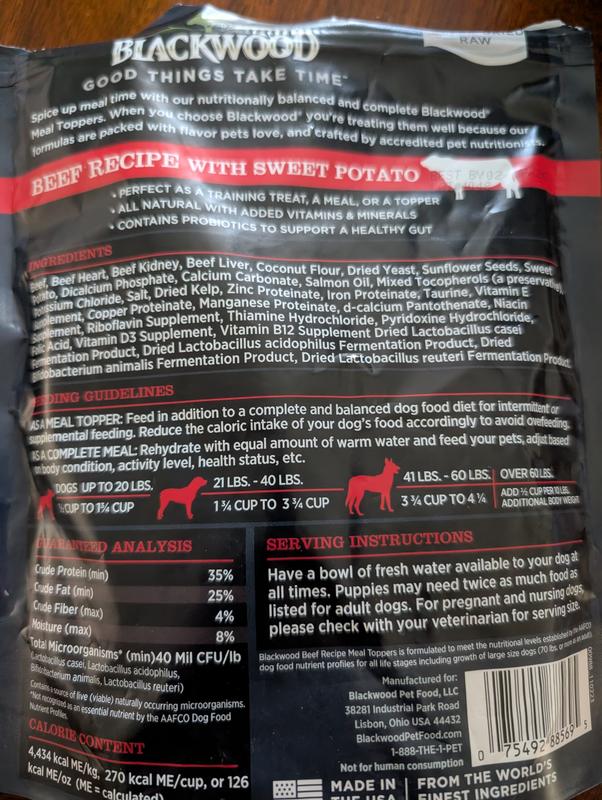 RAW
BLACKWOOD
GOOD THINGS TAKE TIME™
Spice up meal time with our nutritionally balanced and complete Blackwood®
Meal Toppers. When you choose Blackwood® you're treating them well because our
formulas are packed with flavor pets love, and crafted by accredited pet nutritionists.
BEEF RECIPE WITH SWEET POTATO
BEST BY 02
• PERFECT AS A TRAINING TREAT, A MEAL, OR A TOPPER
• ALL NATURAL WITH ADDED VITAMINS & MINERALS
• CONTAINS PROBIOTICS TO SUPPORT A HEALTHY GUT
INGREDIENTS
Beef, Beef Heart, Beef Kidney, Beef Liver, Coconut Flour, Dried Yeast, Sunflower Seeds, Sweet
Potato, Dicalcium Phosphate, Calcium Carbonate, Salmon Oil, Mixed Tocopherols (a preservative),
Potassium Chloride, Salt, Dried Kelp, Zinc Proteinate, Iron Proteinate, Taurine, Vitamin E
Supplement, Copper Proteinate, Manganese Proteinate, d-calcium Pantothenate, Niacin
Supplement, Riboflavin Supplement, Thiamine Hydrochloride, Pyridoxine Hydrochloride,
Folic Acid, Vitamin D3 Supplement, Vitamin B12 Supplement Dried Lactobacillus casei
Fermentation Product, Dried Lactobacillus acidophilus Fermentation Product, Dried
Bifidobacterium animalis Fermentation Product, Dried Lactobacillus reuteri Fermentation Product.
FEEDING GUIDELINES
AS A MEAL TOPPER: Feed in addition to a complete and balanced dog food diet for intermittent or
supplemental feeding. Reduce the caloric intake of your dog's food accordingly to avoid overfeeding.
AS A COMPLETE MEAL: Rehydrate with equal amount of warm water and feed your pets, adjust based
on body condition, activity level, health status, etc.
DOGS UP TO 20 LBS.
CUP TO 1¾ CUP
21 LBS. - 40 LBS.
1 ¾ CUP TO 3 ¾ CUP
41 LBS. - 60 LBS.
3 ¾ CUP TO 4 ¼
OVER 60 LBS.
ADD ½ CUP PER 10 LBS.
ADDITIONAL BODY WEIGHT
GUARANTEED ANALYSIS
Crude Protein (min) 35%
Crude Fat (min) 25%
Crude Fiber (max) 4%
Moisture (max) 8%
Total Microorganisms* (min)40 Mil CFU/lb
(Lactobacillus casei, Lactobacillus acidophilus,
Bifidobacterium animalis, Lactobacillus reuteri)
Contains a source of live (viable) naturally occurring microorganisms.
*Not recognized as an essential nutrient by the AAFCO Dog Food
Nutrient Profiles.
CALORIE CONTENT
4,434 kcal ME/kg, 270 kcal ME/cup, or 126
kcal ME/oz (ME = calculated)
SERVING INSTRUCTIONS
Have a bowl of fresh water available to your dog at
all times. Puppies may need twice as much food as
listed for adult dogs. For pregnant and nursing dogs,
please check with your veterinarian for serving size.
Blackwood Beef Recipe Meal Toppers is formulated to meet the nutritional levels established by the AAFCO
dog food nutrient profiles for all life stages including growth of large size dogs (70 lbs. or more as an adult).
Manufactured for:
Blackwood Pet Food, LLC
38281 Industrial Park Road
Lisbon, Ohio USA 44432
BlackwoodPetFood.com
1-888-THE-1-PET
Not for human consumption
0 75492 88569 5
MADE IN
THE USA
FROM THE WORLD'S
FINEST INGREDIENTS